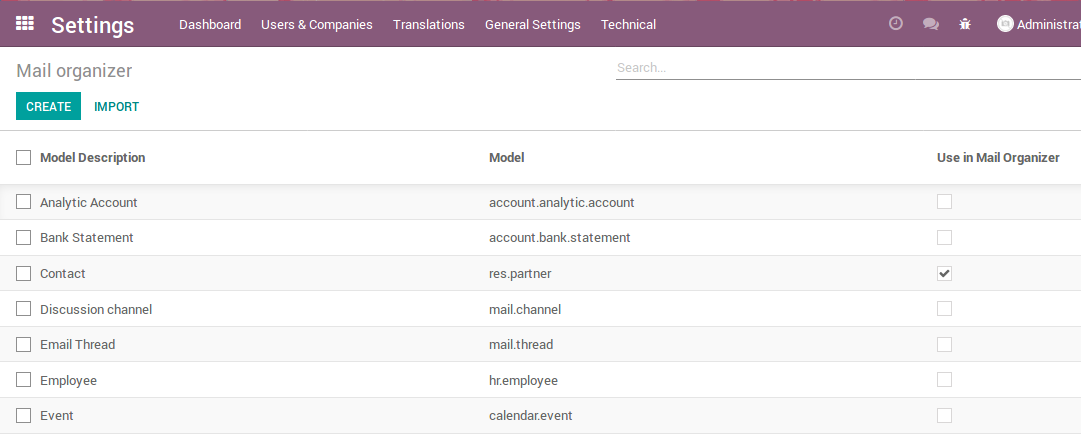 Settings Dashboard Users & Companies Translations General Settings Technical Administrat
Mail organizer Search...
CREATE IMPORT
Model Description Model Use in Mail Organizer
Analytic Account account.analytic.account
Bank Statement account.bank.statement
Contact res.partner
Discussion channel mail.channel
Email Thread mail.thread
Employee hr.employee
Event calendar.event